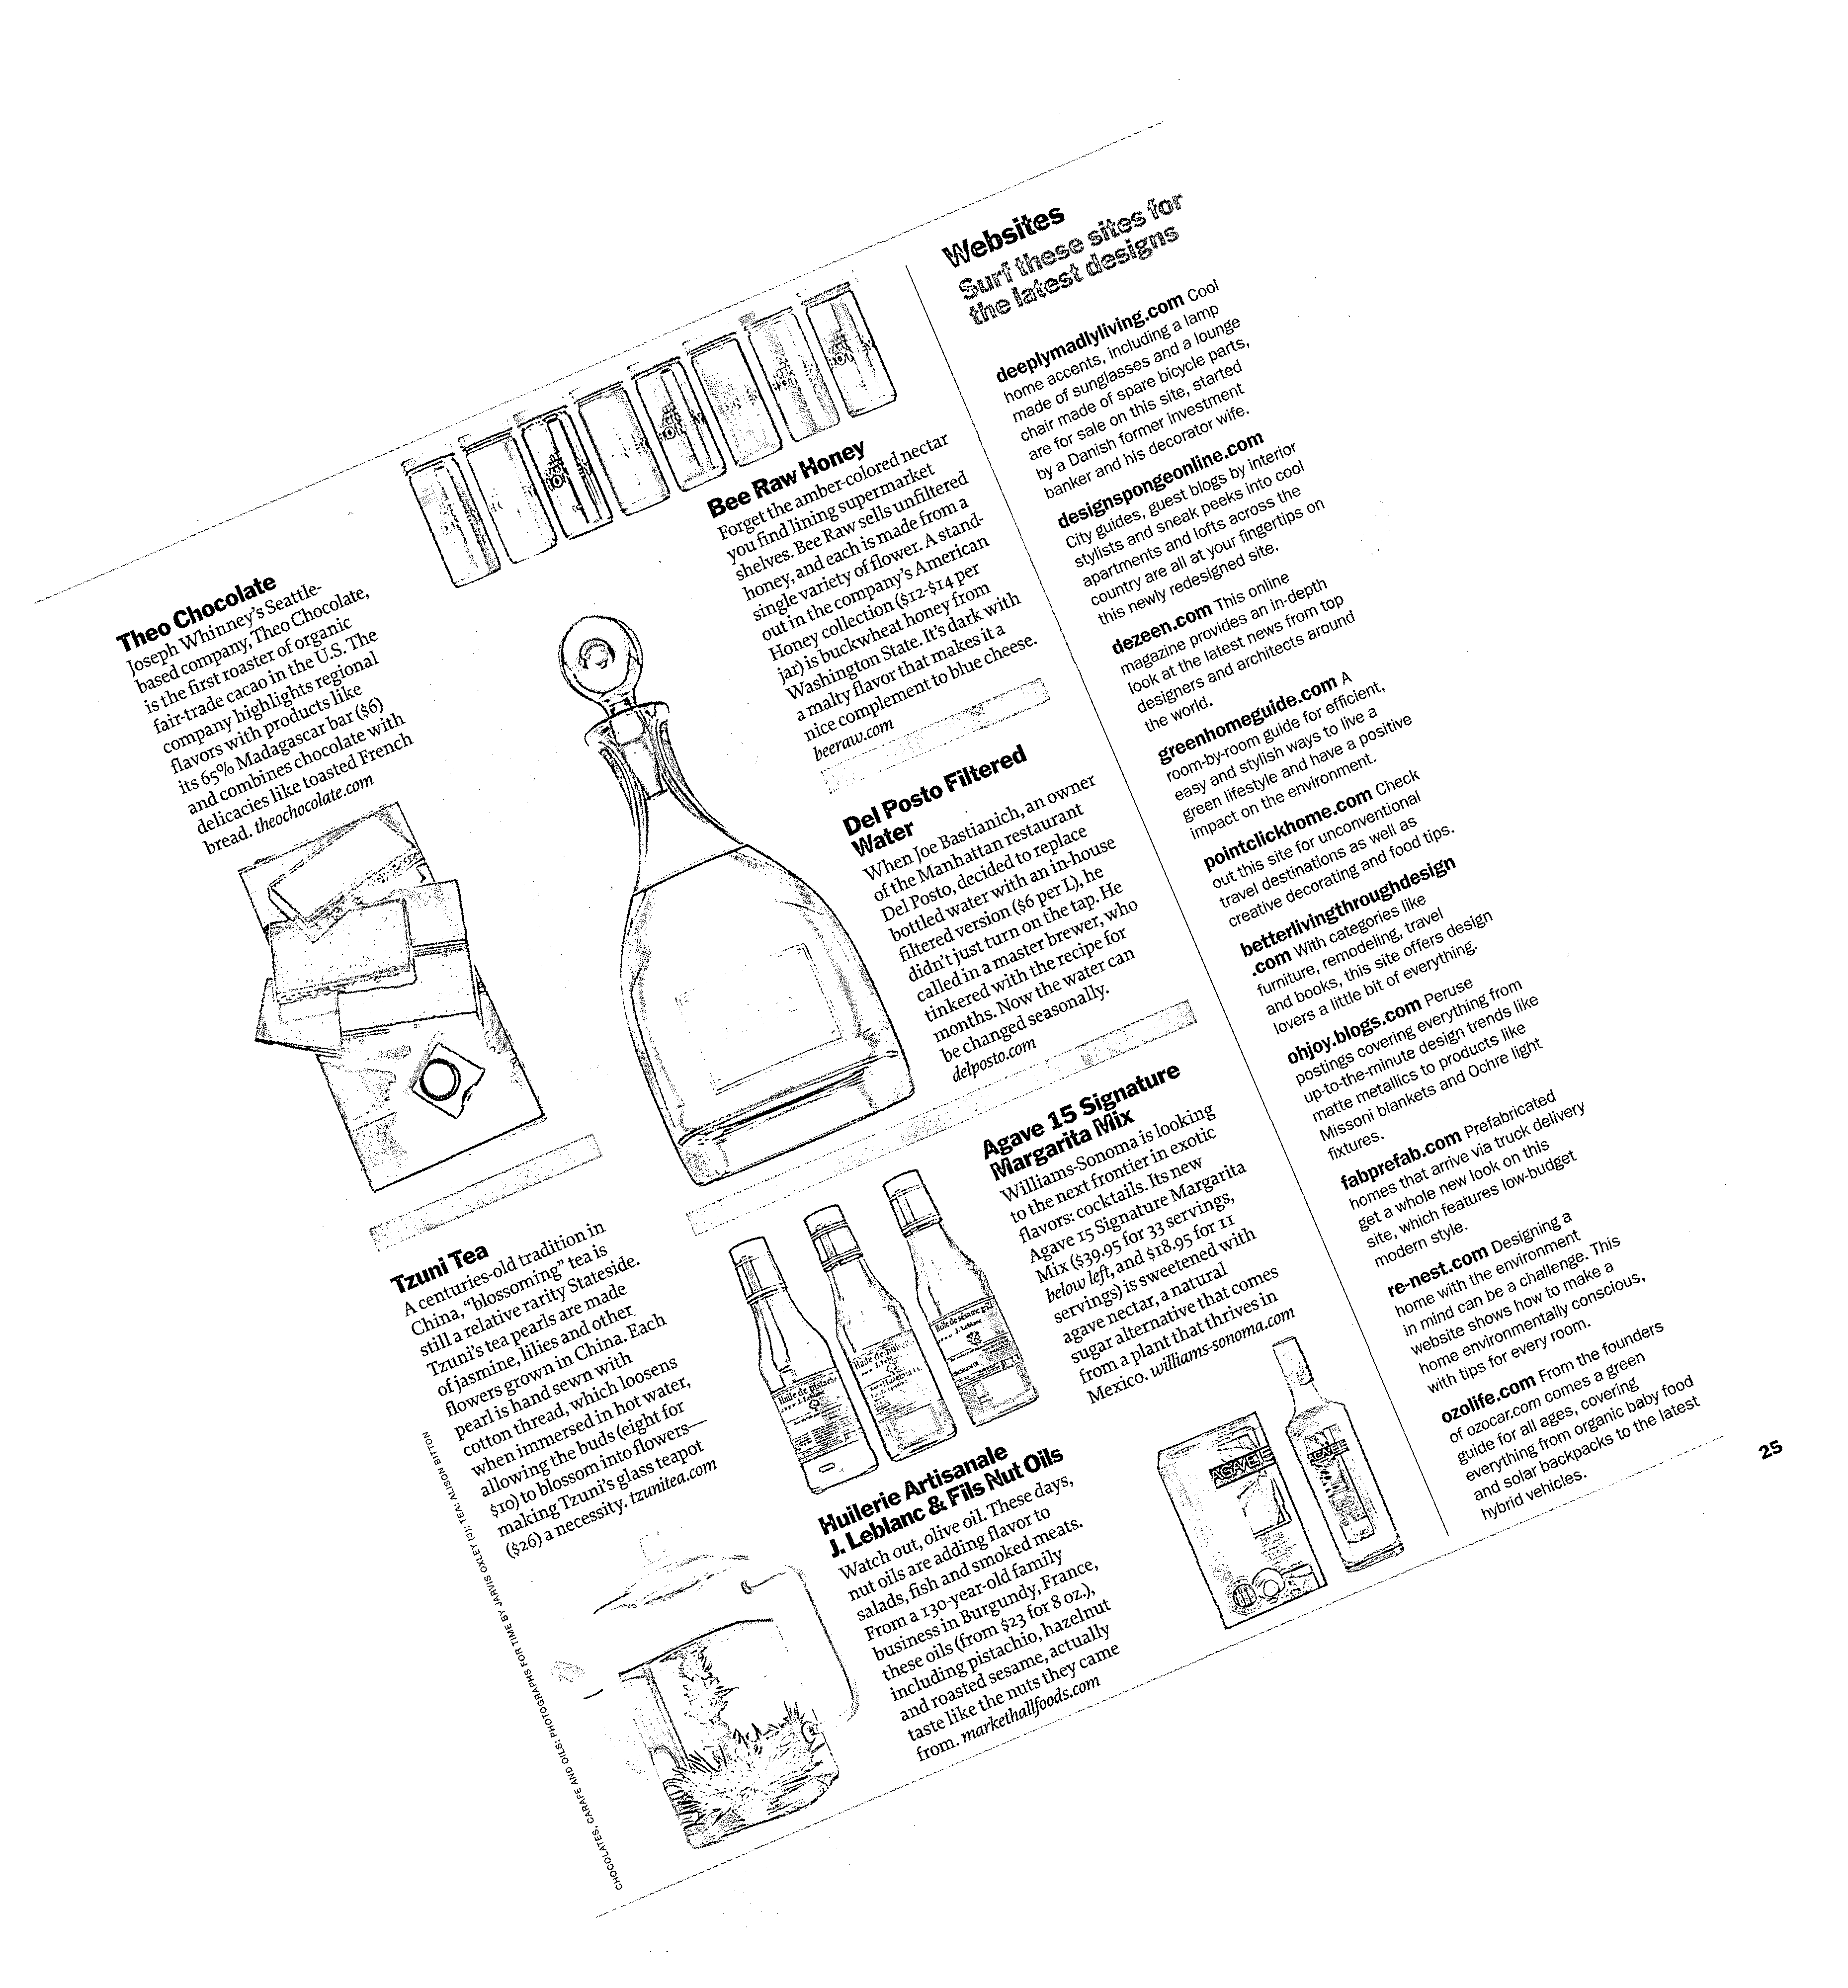 Theo Chocolate
Joseph Whinney's Seattle-
based company, Theo Chocolate,
is the first roaster of organic
fair-trade cacao in the U.S. The
company highlights regional
flavors with products like
its 65% Madagascar bar ($6)
and combines chocolate with
delicacies like toasted French
bread. theochocolate.com
Tzuni Tea
A centuries-old tradition in
China, "blossoming" tea is
still a relative rarity Stateside.
Tzuni's tea pearls are made
of jasmine, lilies and other
flowers grown in China. Each
pearl is hand sewn with
cotton thread, which loosens
when immersed in hot water,
allowing the buds (eight for
$10) to blossom into flowers—
making Tzuni's glass teapot
($26) a necessity. tzunitea.com
CHOCOLATES, CARAFE AND OILS: PHOTOGRAPHS FOR TIME BY JARVIS OXLEY (3); TEA: ALISON BITTON
Bee Raw Honey
Forget the amber-colored nectar
you find lining supermarket
shelves. Bee Raw sells unfiltered
honey, and each is made from a
single variety of flower. A stand-
out in the company's American
Honey collection ($12-$14 per
jar) is buckwheat honey from
Washington State. It's dark with
a malty flavor that makes it a
nice complement to blue cheese.
beeraw.com
Del Posto Filtered
Water
When Joe Bastianich, an owner
of the Manhattan restaurant
Del Posto, decided to replace
bottled water with an in-house
filtered version ($6 per L), he
didn't just turn on the tap. He
called in a master brewer, who
tinkered with the recipe for
months. Now the water can
be changed seasonally.
delposto.com
Agave 15 Signature
Margarita Mix
Williams-Sonoma is looking
to the next frontier in exotic
flavors: cocktails. Its new
Agave 15 Signature Margarita
Mix ($39.95 for 33 servings,
below left, and $18.95 for 11
servings) is sweetened with
agave nectar, a natural
sugar alternative that comes
from a plant that thrives in
Mexico. williams-sonoma.com
Huile de pistache
J. Leblanc
Huile de noisette
Huile de sésame grillé
J. Leblanc
AGAVE 15
AGAVE 15
Huilerie Artisanale
J. Leblanc & Fils Nut Oils
Watch out, olive oil. These days,
nut oils are adding flavor to
salads, fish and smoked meats.
From a 130-year-old family
business in Burgundy, France,
these oils (from $23 for 8 oz.),
including pistachio, hazelnut
and roasted sesame, actually
taste like the nuts they came
from. markethallfoods.com
Websites
Surf these sites for
the latest designs
deeplymadlyliving.com Cool
home accents, including a lamp
made of sunglasses and a lounge
chair made of spare bicycle parts,
are for sale on this site, started
by a Danish former investment
banker and his decorator wife.
designspongeonline.com
City guides, guest blogs by interior
stylists and sneak peeks into cool
apartments and lofts across the
country are all at your fingertips on
this newly redesigned site.
dezeen.com This online
magazine provides an in-depth
look at the latest news from top
designers and architects around
the world.
greenhomeguide.com A
room-by-room guide for efficient,
easy and stylish ways to live a
green lifestyle and have a positive
impact on the environment.
pointclickhome.com Check
out this site for unconventional
travel destinations as well as
creative decorating and food tips.
betterlivingthroughdesign
.com With categories like
furniture, remodeling, travel
and books, this site offers design
lovers a little bit of everything.
ohjoy.blogs.com Peruse
postings covering everything from
up-to-the-minute design trends like
matte metallics to products like
Missoni blankets and Ochre light
fixtures.
fabprefab.com Prefabricated
homes that arrive via truck delivery
get a whole new look on this
site, which features low-budget
modern style.
re-nest.com Designing a
home with the environment
in mind can be a challenge. This
website shows how to make a
home environmentally conscious,
with tips for every room.
ozolife.com From the founders
of ozocar.com comes a green
guide for all ages, covering
everything from organic baby food
and solar backpacks to the latest
hybrid vehicles.
25